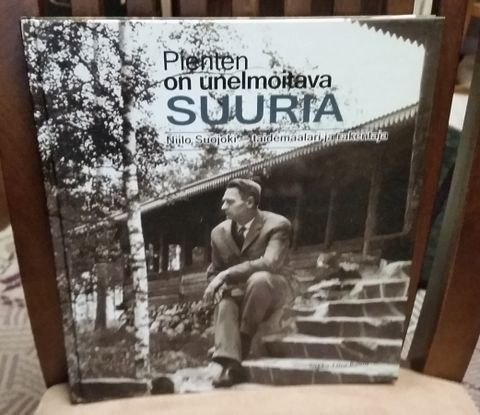 Pienten
on unelmoitava
SUURIA
Niilo Suojoki – taidemaalari ja rakentaja